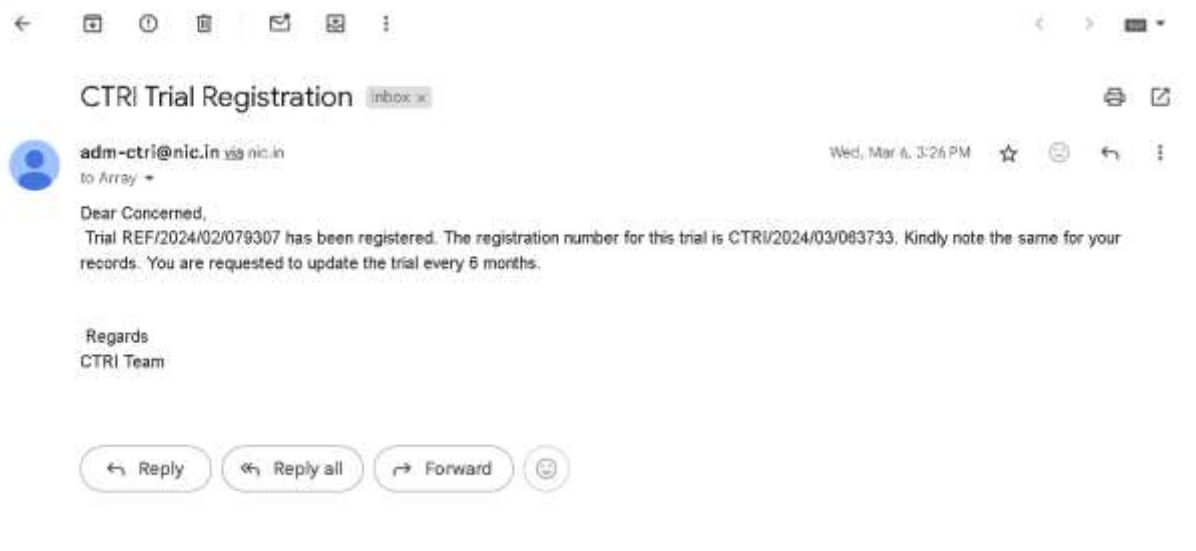 CTRI Trial Registration Inbox ×
adm-ctri@nic.in via nic.in
Wed, Mar 6, 3:26 PM
to Array
Dear Concerned,
Trial REF/2024/02/079307 has been registered. The registration number for this trial is CTRI/2024/03/063733. Kindly note the same for your
records. You are requested to update the trial every 6 months.
Regards
CTRI Team
Reply
Reply all
Forward